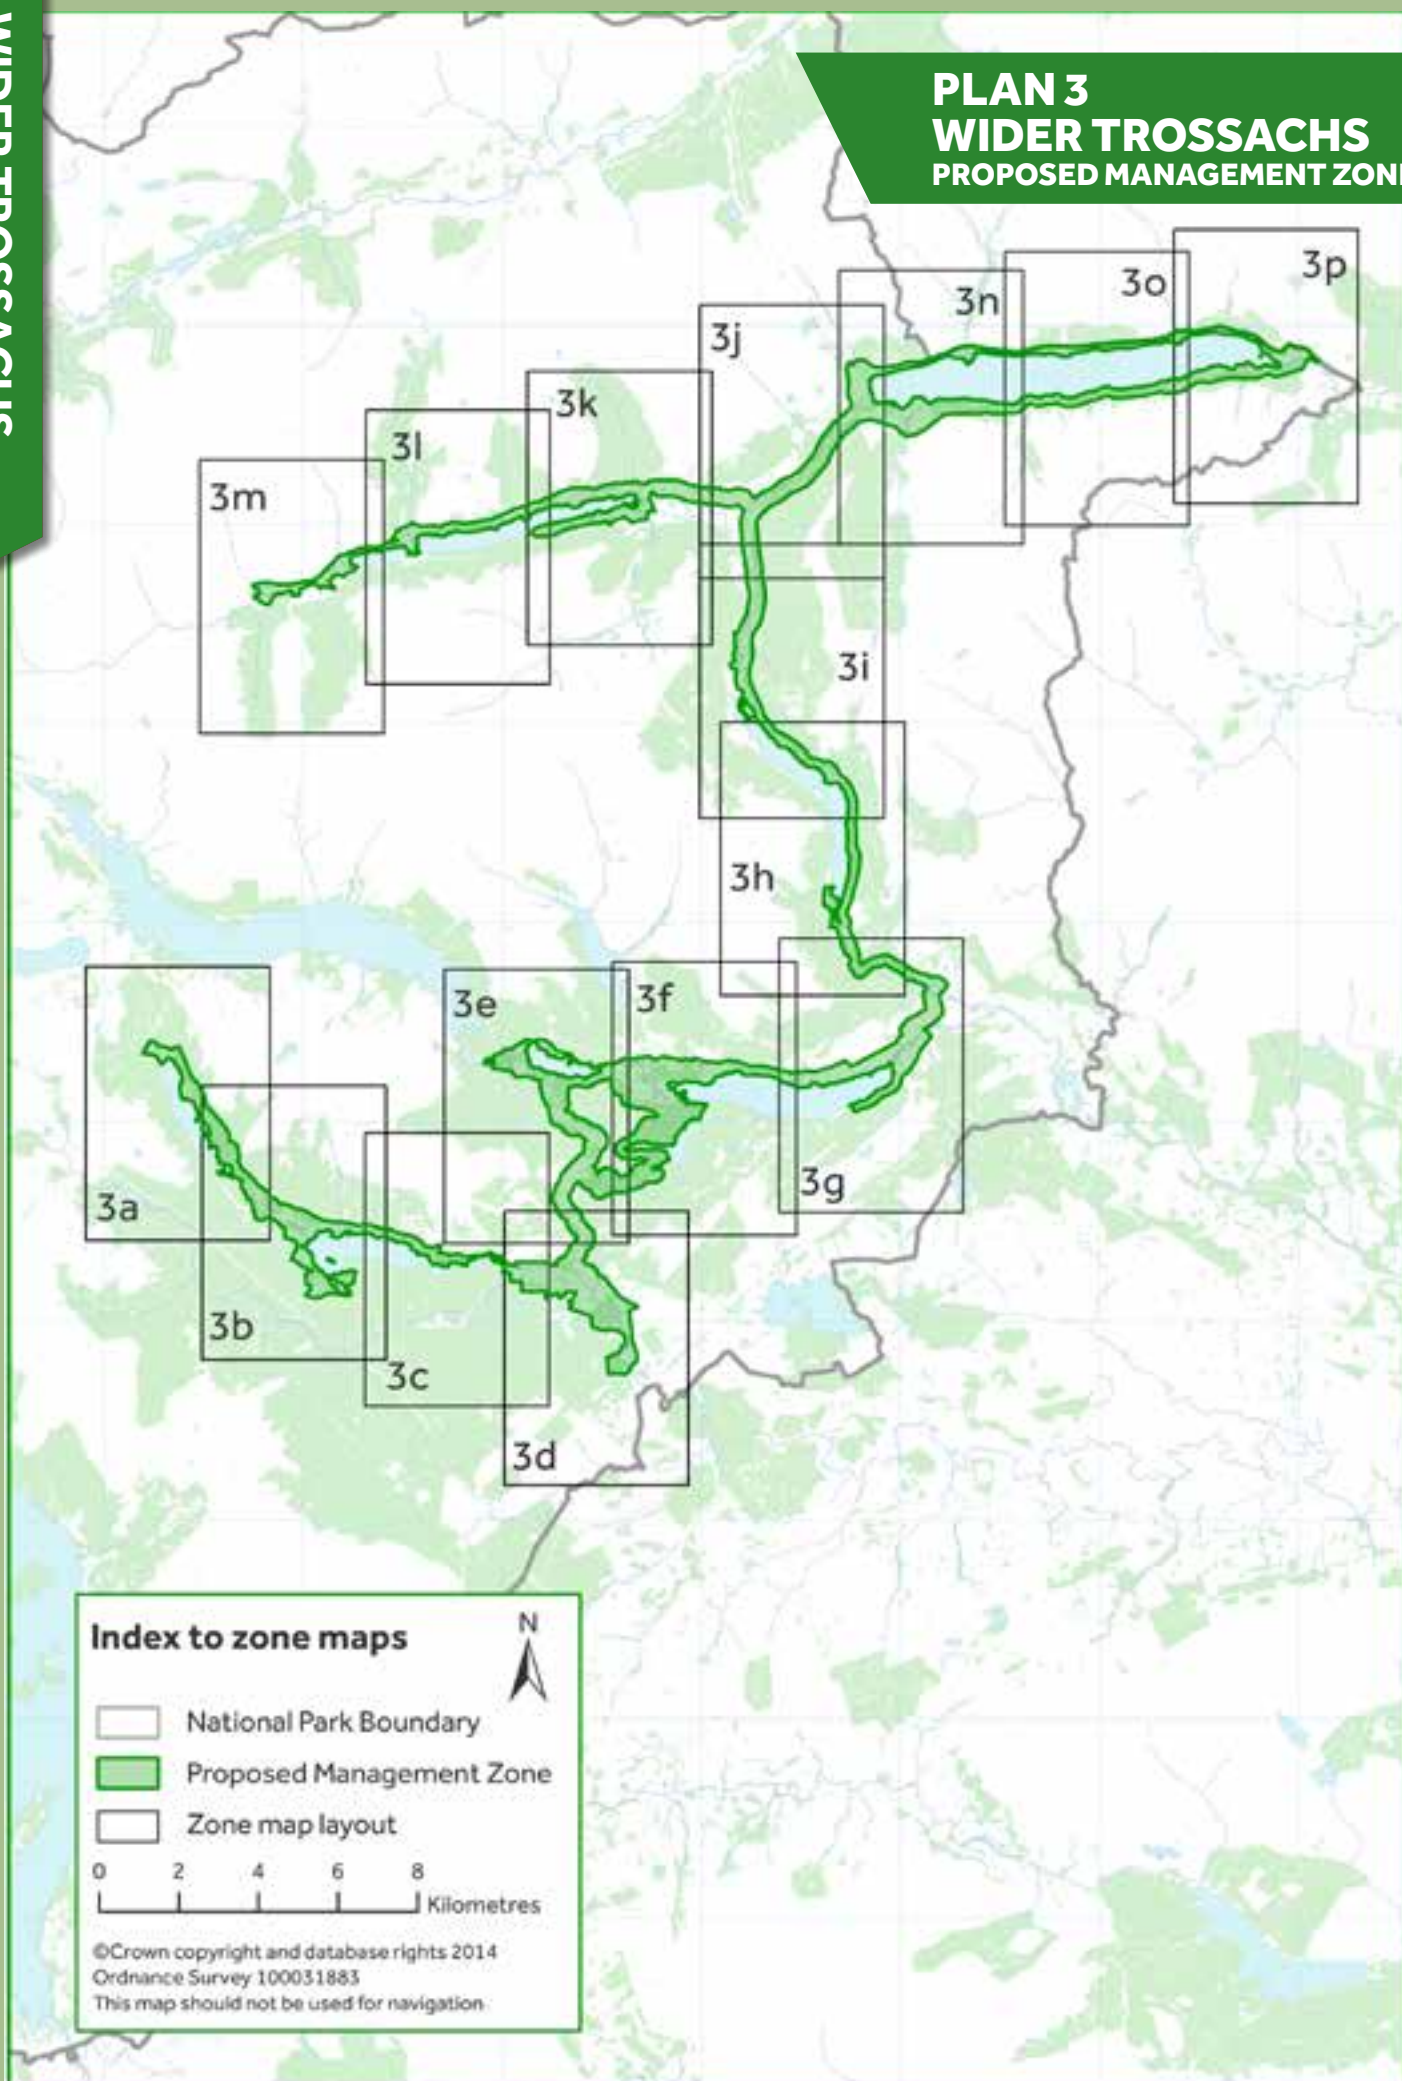 WIDER TROSSACHS
PLAN 3
WIDER TROSSACHS
PROPOSED MANAGEMENT ZON
3p
3o
3n
3j
3k
3l
3m
3i
3h
3e
3f
3g
3a
3b
3c
3d
Index to zone maps
N
National Park Boundary
Proposed Management Zone
Zone map layout
0 2 4 6 8
Kilometres
©Crown copyright and database rights 2014
Ordnance Survey 100031883
This map should not be used for navigation